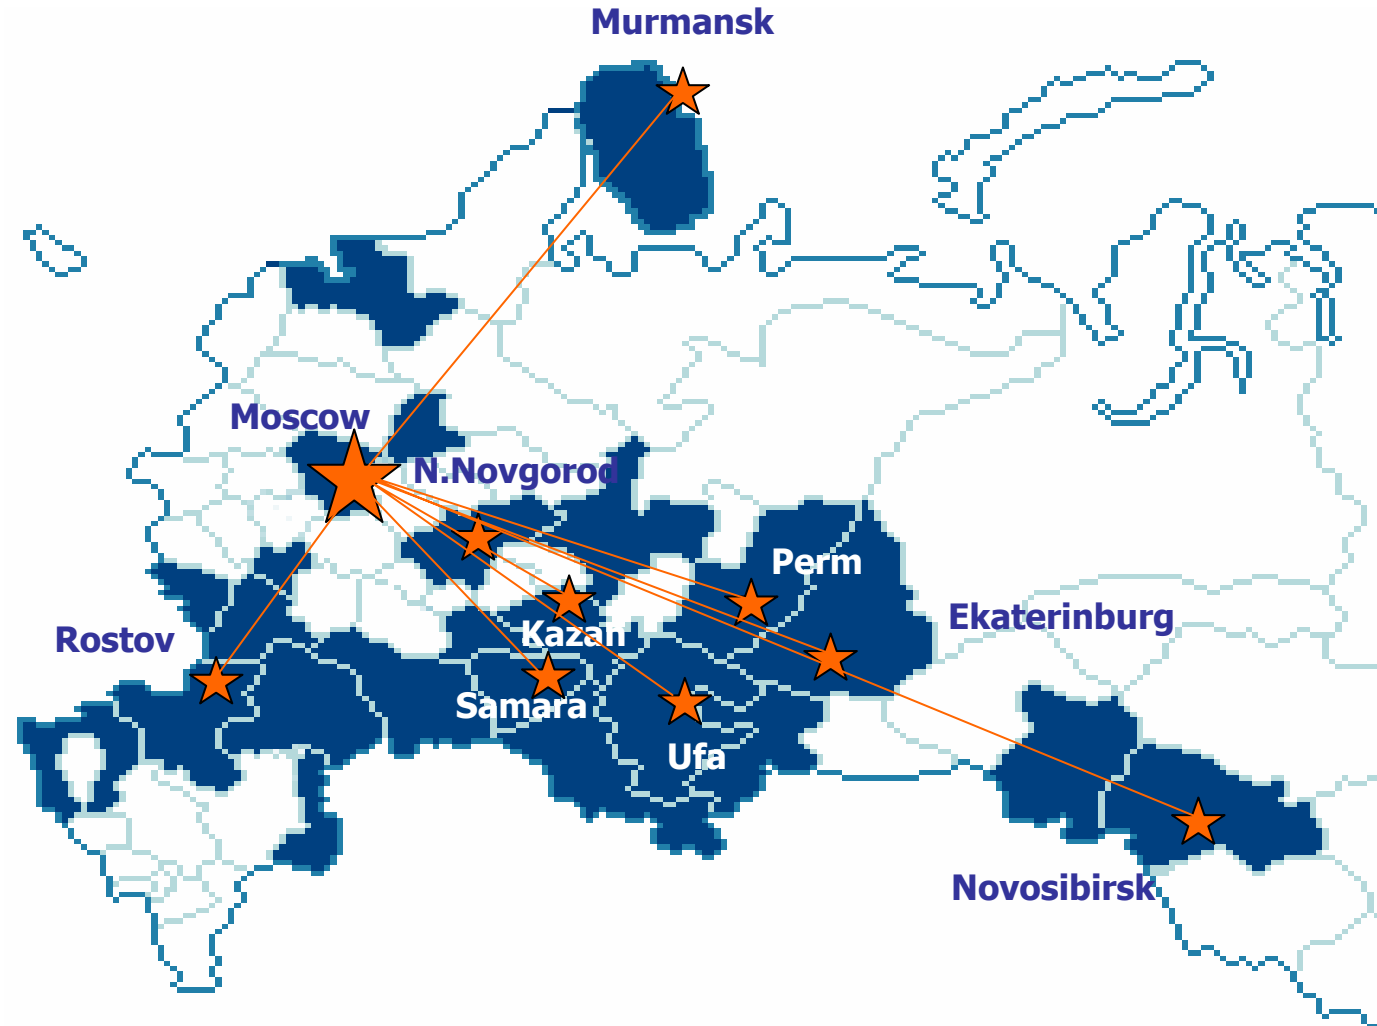 Murmansk
Moscow
N.Novgorod
Perm
Ekaterinburg
Kazan
Rostov
Samara
Ufa
Novosibirsk